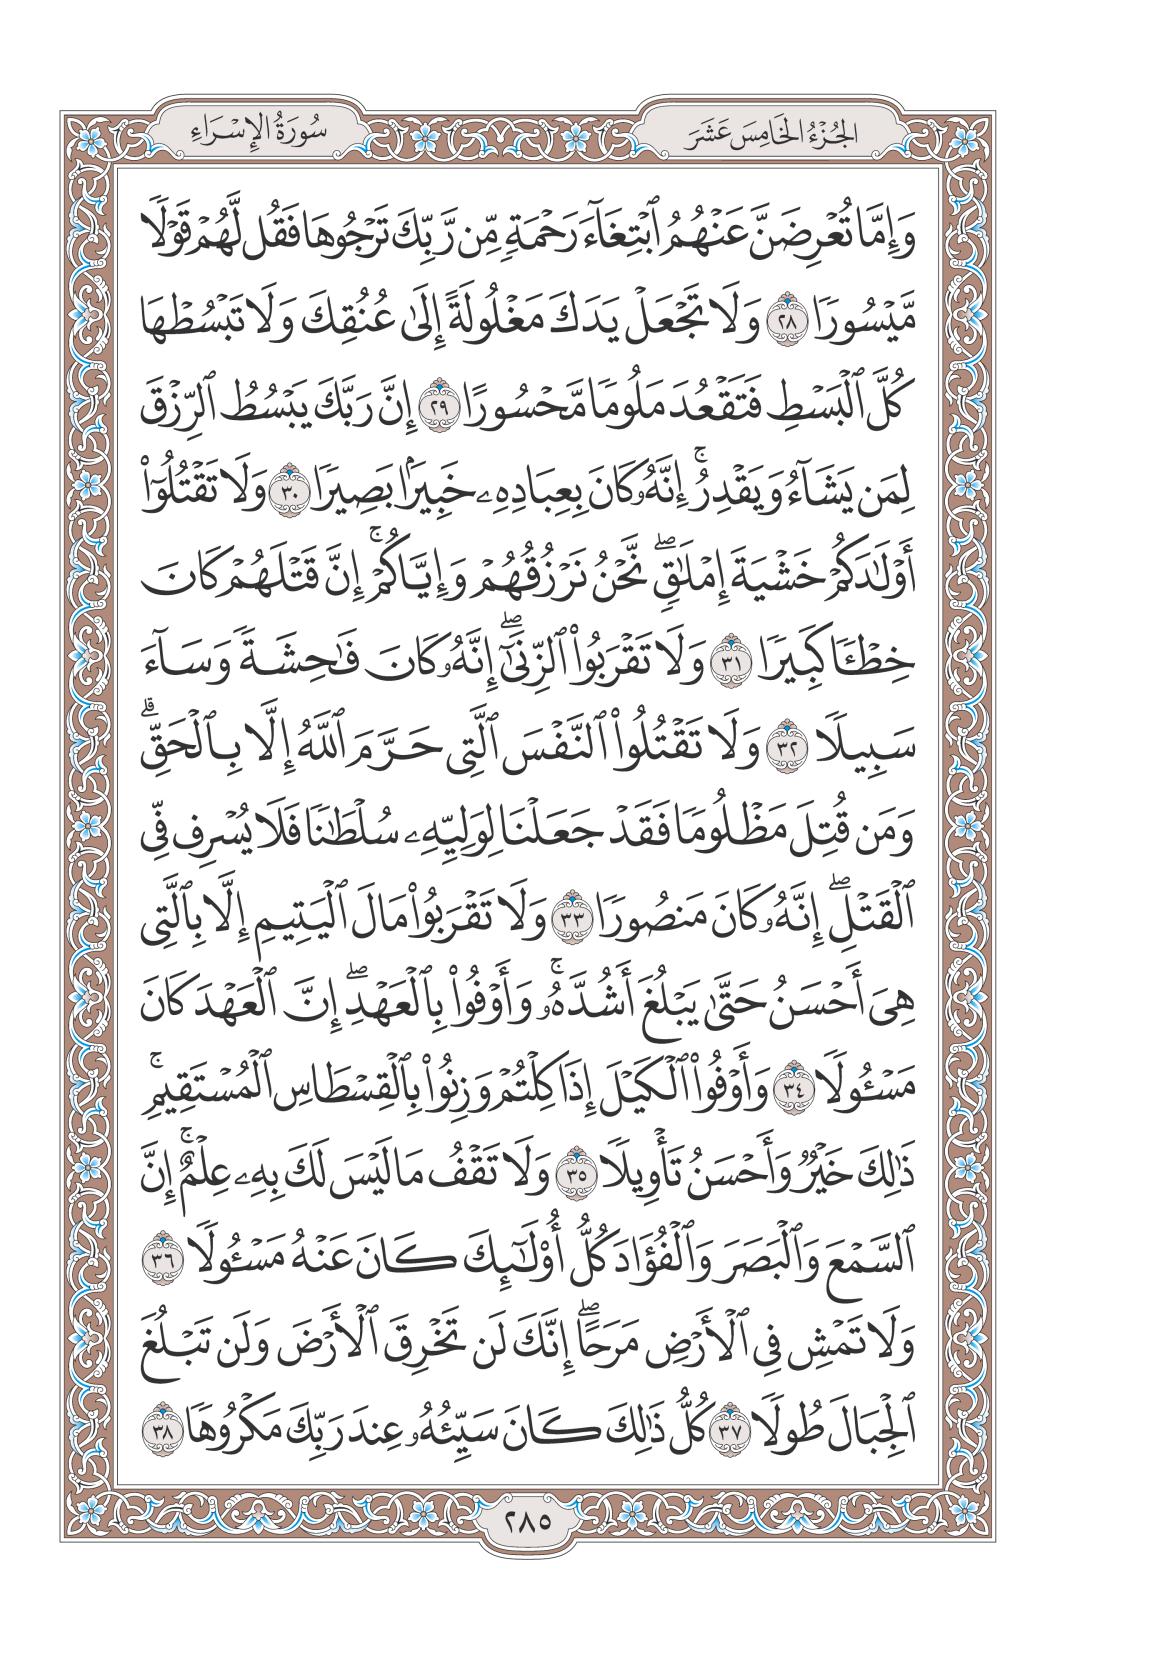 الجُزْءُ الخَامِسَ عَشَرَ
سُورَةُ الإِسْرَاءِ
وَإِمَّا تُعْرِضَنَّ عَنْهُمُ ٱبْتِغَآءَ رَحْمَةٍ مِّن رَّبِّكَ تَرْجُوهَا فَقُل لَّهُمْ قَوْلًا
مَّيْسُورًا ٢٨ وَلَا تَجْعَلْ يَدَكَ مَغْلُولَةً إِلَىٰ عُنُقِكَ وَلَا تَبْسُطْهَا
كُلَّ ٱلْبَسْطِ فَتَقْعُدَ مَلُومًا مَّحْسُورًا ٢٩ إِنَّ رَبَّكَ يَبْسُطُ ٱلرِّزْقَ
لِمَن يَشَآءُ وَيَقْدِرُۚ إِنَّهُۥ كَانَ بِعِبَادِهِۦ خَبِيرًۢا بَصِيرًا ٣٠ وَلَا تَقْتُلُوٓا۟
أَوْلَـٰدَكُمْ خَشْيَةَ إِمْلَـٰقٍۖ نَّحْنُ نَرْزُقُهُمْ وَإِيَّاكُمْۚ إِنَّ قَتْلَهُمْ كَانَ
خِطْـًٔا كَبِيرًا ٣١ وَلَا تَقْرَبُوا۟ ٱلزِّنَىٰٓۖ إِنَّهُۥ كَانَ فَـٰحِشَةً وَسَآءَ
سَبِيلًا ٣٢ وَلَا تَقْتُلُوا۟ ٱلنَّفْسَ ٱلَّتِى حَرَّمَ ٱللَّهُ إِلَّا بِٱلْحَقِّۗ
وَمَن قُتِلَ مَظْلُومًا فَقَدْ جَعَلْنَا لِوَلِيِّهِۦ سُلْطَـٰنًا فَلَا يُسْرِف فِّى
ٱلْقَتْلِۖ إِنَّهُۥ كَانَ مَنصُورًا ٣٣ وَلَا تَقْرَبُوا۟ مَالَ ٱلْيَتِيمِ إِلَّا بِٱلَّتِى
هِىَ أَحْسَنُ حَتَّىٰ يَبْلُغَ أَشُدَّهُۥۚ وَأَوْفُوا۟ بِٱلْعَهْدِۖ إِنَّ ٱلْعَهْدَ كَانَ
مَسْـُٔولًا ٣٤ وَأَوْفُوا۟ ٱلْكَيْلَ إِذَا كِلْتُمْ وَزِنُوا۟ بِٱلْقِسْطَاسِ ٱلْمُسْتَقِيمِۚ
ذَٰلِكَ خَيْرٌ وَأَحْسَنُ تَأْوِيلًا ٣٥ وَلَا تَقْفُ مَا لَيْسَ لَكَ بِهِۦ عِلْمٌۚ إِنَّ
ٱلسَّمْعَ وَٱلْبَصَرَ وَٱلْفُؤَادَ كُلُّ أُو۟لَـٰٓئِكَ كَانَ عَنْهُ مَسْـُٔولًا ٣٦
وَلَا تَمْشِ فِى ٱلْأَرْضِ مَرَحًاۖ إِنَّكَ لَن تَخْرِقَ ٱلْأَرْضَ وَلَن تَبْلُغَ
ٱلْجِبَالَ طُولًا ٣٧ كُلُّ ذَٰلِكَ كَانَ سَيِّئُهُۥ عِندَ رَبِّكَ مَكْرُوهًا ٣٨
٢٨٥